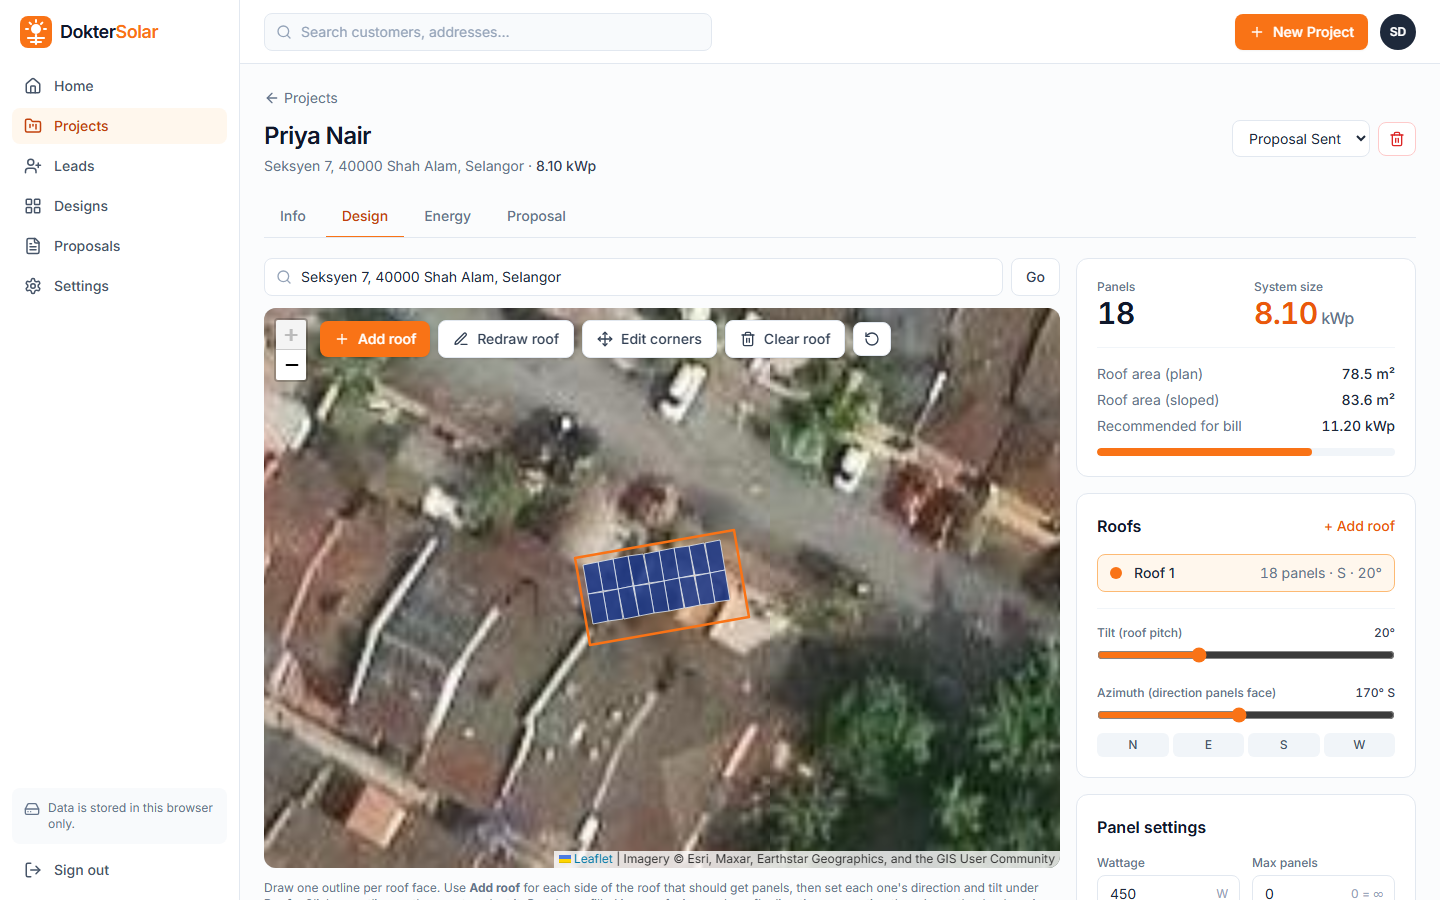 DokterSolar
Search customers, addresses...
New Project
SD
Home
Projects
Leads
Designs
Proposals
Settings
Data is stored in this browser only.
Sign out
Projects
Priya Nair
Seksyen 7, 40000 Shah Alam, Selangor · 8.10 kWp
Proposal Sent
Info
Design
Energy
Proposal
Seksyen 7, 40000 Shah Alam, Selangor
Go
+
−
Add roof
Redraw roof
Edit corners
Clear roof
Leaflet | Imagery © Esri, Maxar, Earthstar Geographics, and the GIS User Community
Draw one outline per roof face. Use Add roof for each side of the roof that should get panels, then set each one's direction and tilt under
Panels
18
System size
8.10 kWp
Roof area (plan) 78.5 m²
Roof area (sloped) 83.6 m²
Recommended for bill 11.20 kWp
Roofs
+ Add roof
Roof 1 18 panels · S · 20°
Tilt (roof pitch) 20°
Azimuth (direction panels face) 170° S
N E S W
Panel settings
Wattage
450 W
Max panels
0 0 = ∞